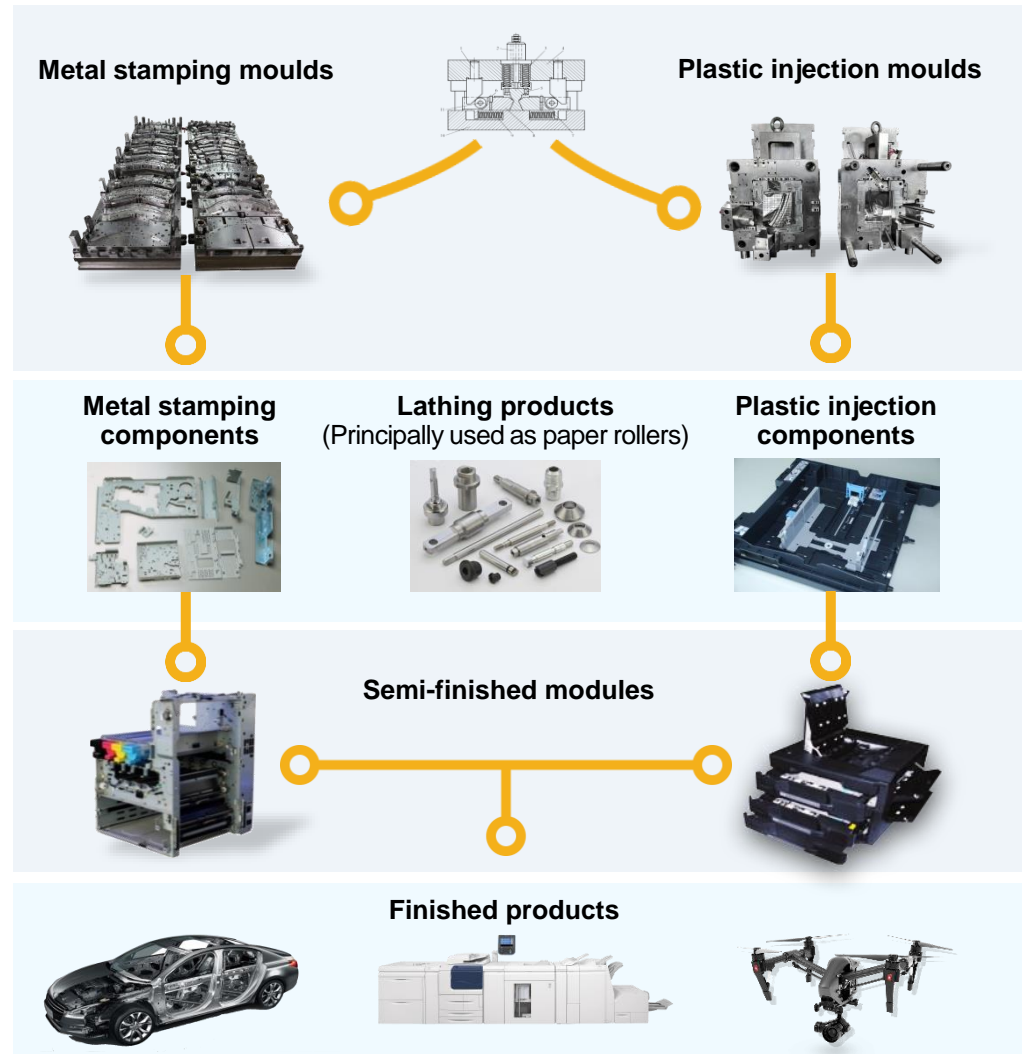 Metal stamping moulds
Plastic injection moulds
Metal stamping
components
Lathing products
(Principally used as paper rollers)
Plastic injection
components
Semi-finished modules
Finished products